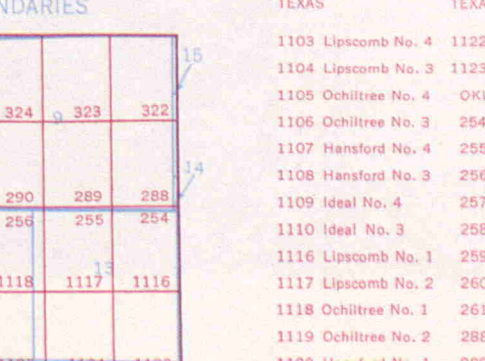 NDARIES
15
324 9 323 322
14
290 289 288
256 255 254
13
1118 1117 1116
TEXAS
1103 Lipscomb No. 4 1122
1104 Lipscomb No. 3 1123
1105 Ochiltree No. 4
1106 Ochiltree No. 3 254
1107 Hansford No. 4 255
1108 Hansford No. 3 256
1109 Ideal No. 4 257
1110 Ideal No. 3 258
1116 Lipscomb No. 1 259
1117 Lipscomb No. 2 260
1118 Ochiltree No. 1 261
1119 Ochiltree No. 2 288